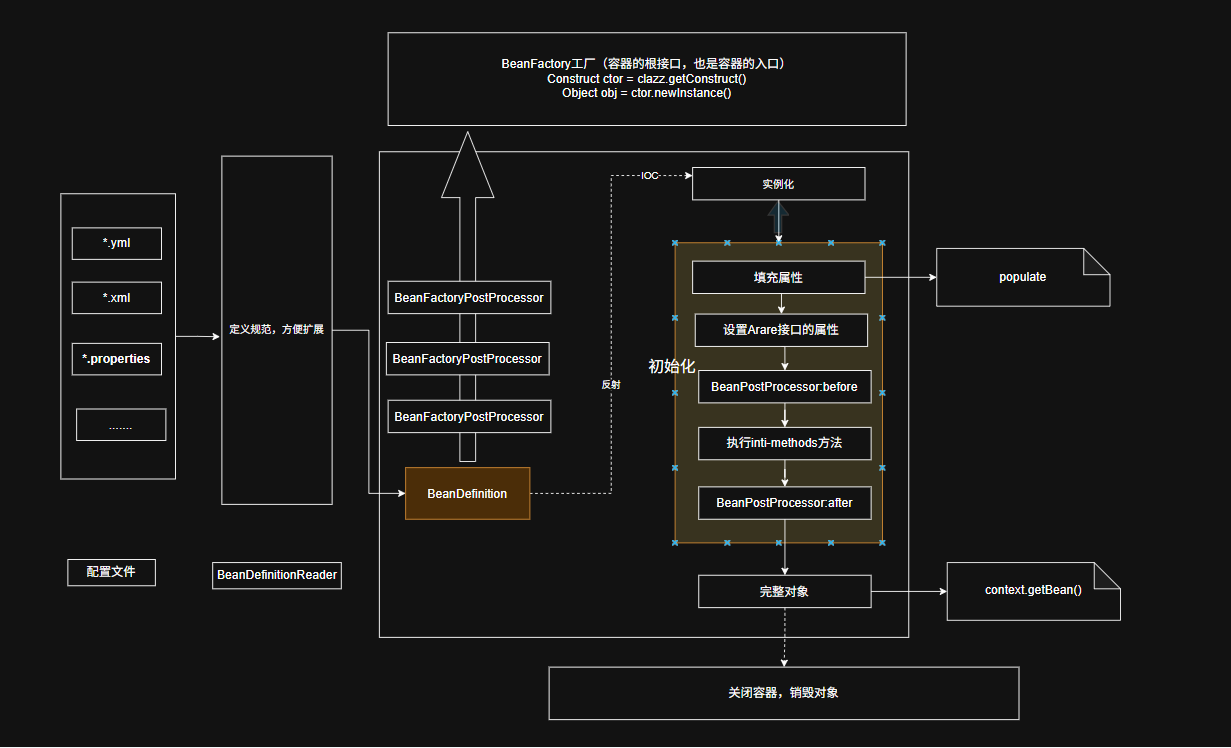 BeanFactory工厂（容器的根接口，也是容器的入口）
Construct ctor = clazz.getConstruct()
Object obj = ctor.newInstance()
*.yml
*.xml
*.properties
.......
配置文件
定义规范，方便扩展
BeanDefinitionReader
BeanFactoryPostProcessor
BeanFactoryPostProcessor
BeanFactoryPostProcessor
BeanDefinition
反射
IOC
实例化
初始化
填充属性
populate
设置Arare接口的属性
BeanPostProcessor:before
执行inti-methods方法
BeanPostProcessor:after
完整对象
context.getBean()
关闭容器，销毁对象